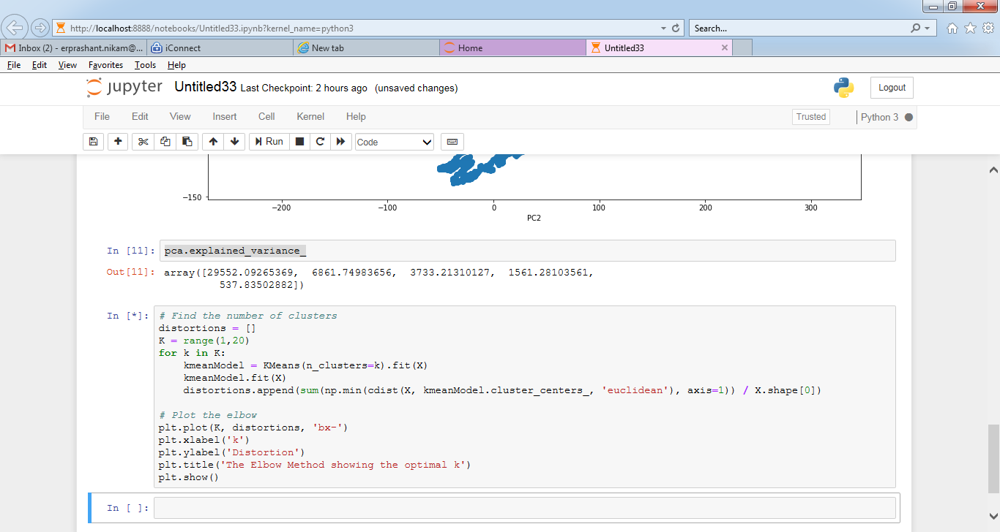 http://localhost:8888/notebooks/Untitled33.ipynb?kernel_name=python3
Search...
Inbox (2) - erprashant.nikam@...
iConnect
New tab
Home
Untitled33
File Edit View Favorites Tools Help
jupyter Untitled33 Last Checkpoint: 2 hours ago (unsaved changes)
Logout
File Edit View Insert Cell Kernel Help
Trusted
Python 3
Run
Code
−150
−200 −100 0 100 200 300
PC2
In [11]: pca.explained_variance_
Out[11]: array([29552.09265369,  6861.74983656,  3733.21310127,  1561.28103561,
537.83502882])
In [*]: # Find the number of clusters
distortions = []
K = range(1,20)
for k in K:
    kmeanModel = KMeans(n_clusters=k).fit(X)
    kmeanModel.fit(X)
    distortions.append(sum(np.min(cdist(X, kmeanModel.cluster_centers_, 'euclidean'), axis=1)) / X.shape[0])
# Plot the elbow
plt.plot(K, distortions, 'bx-')
plt.xlabel('k')
plt.ylabel('Distortion')
plt.title('The Elbow Method showing the optimal k')
plt.show()
In [ ]: